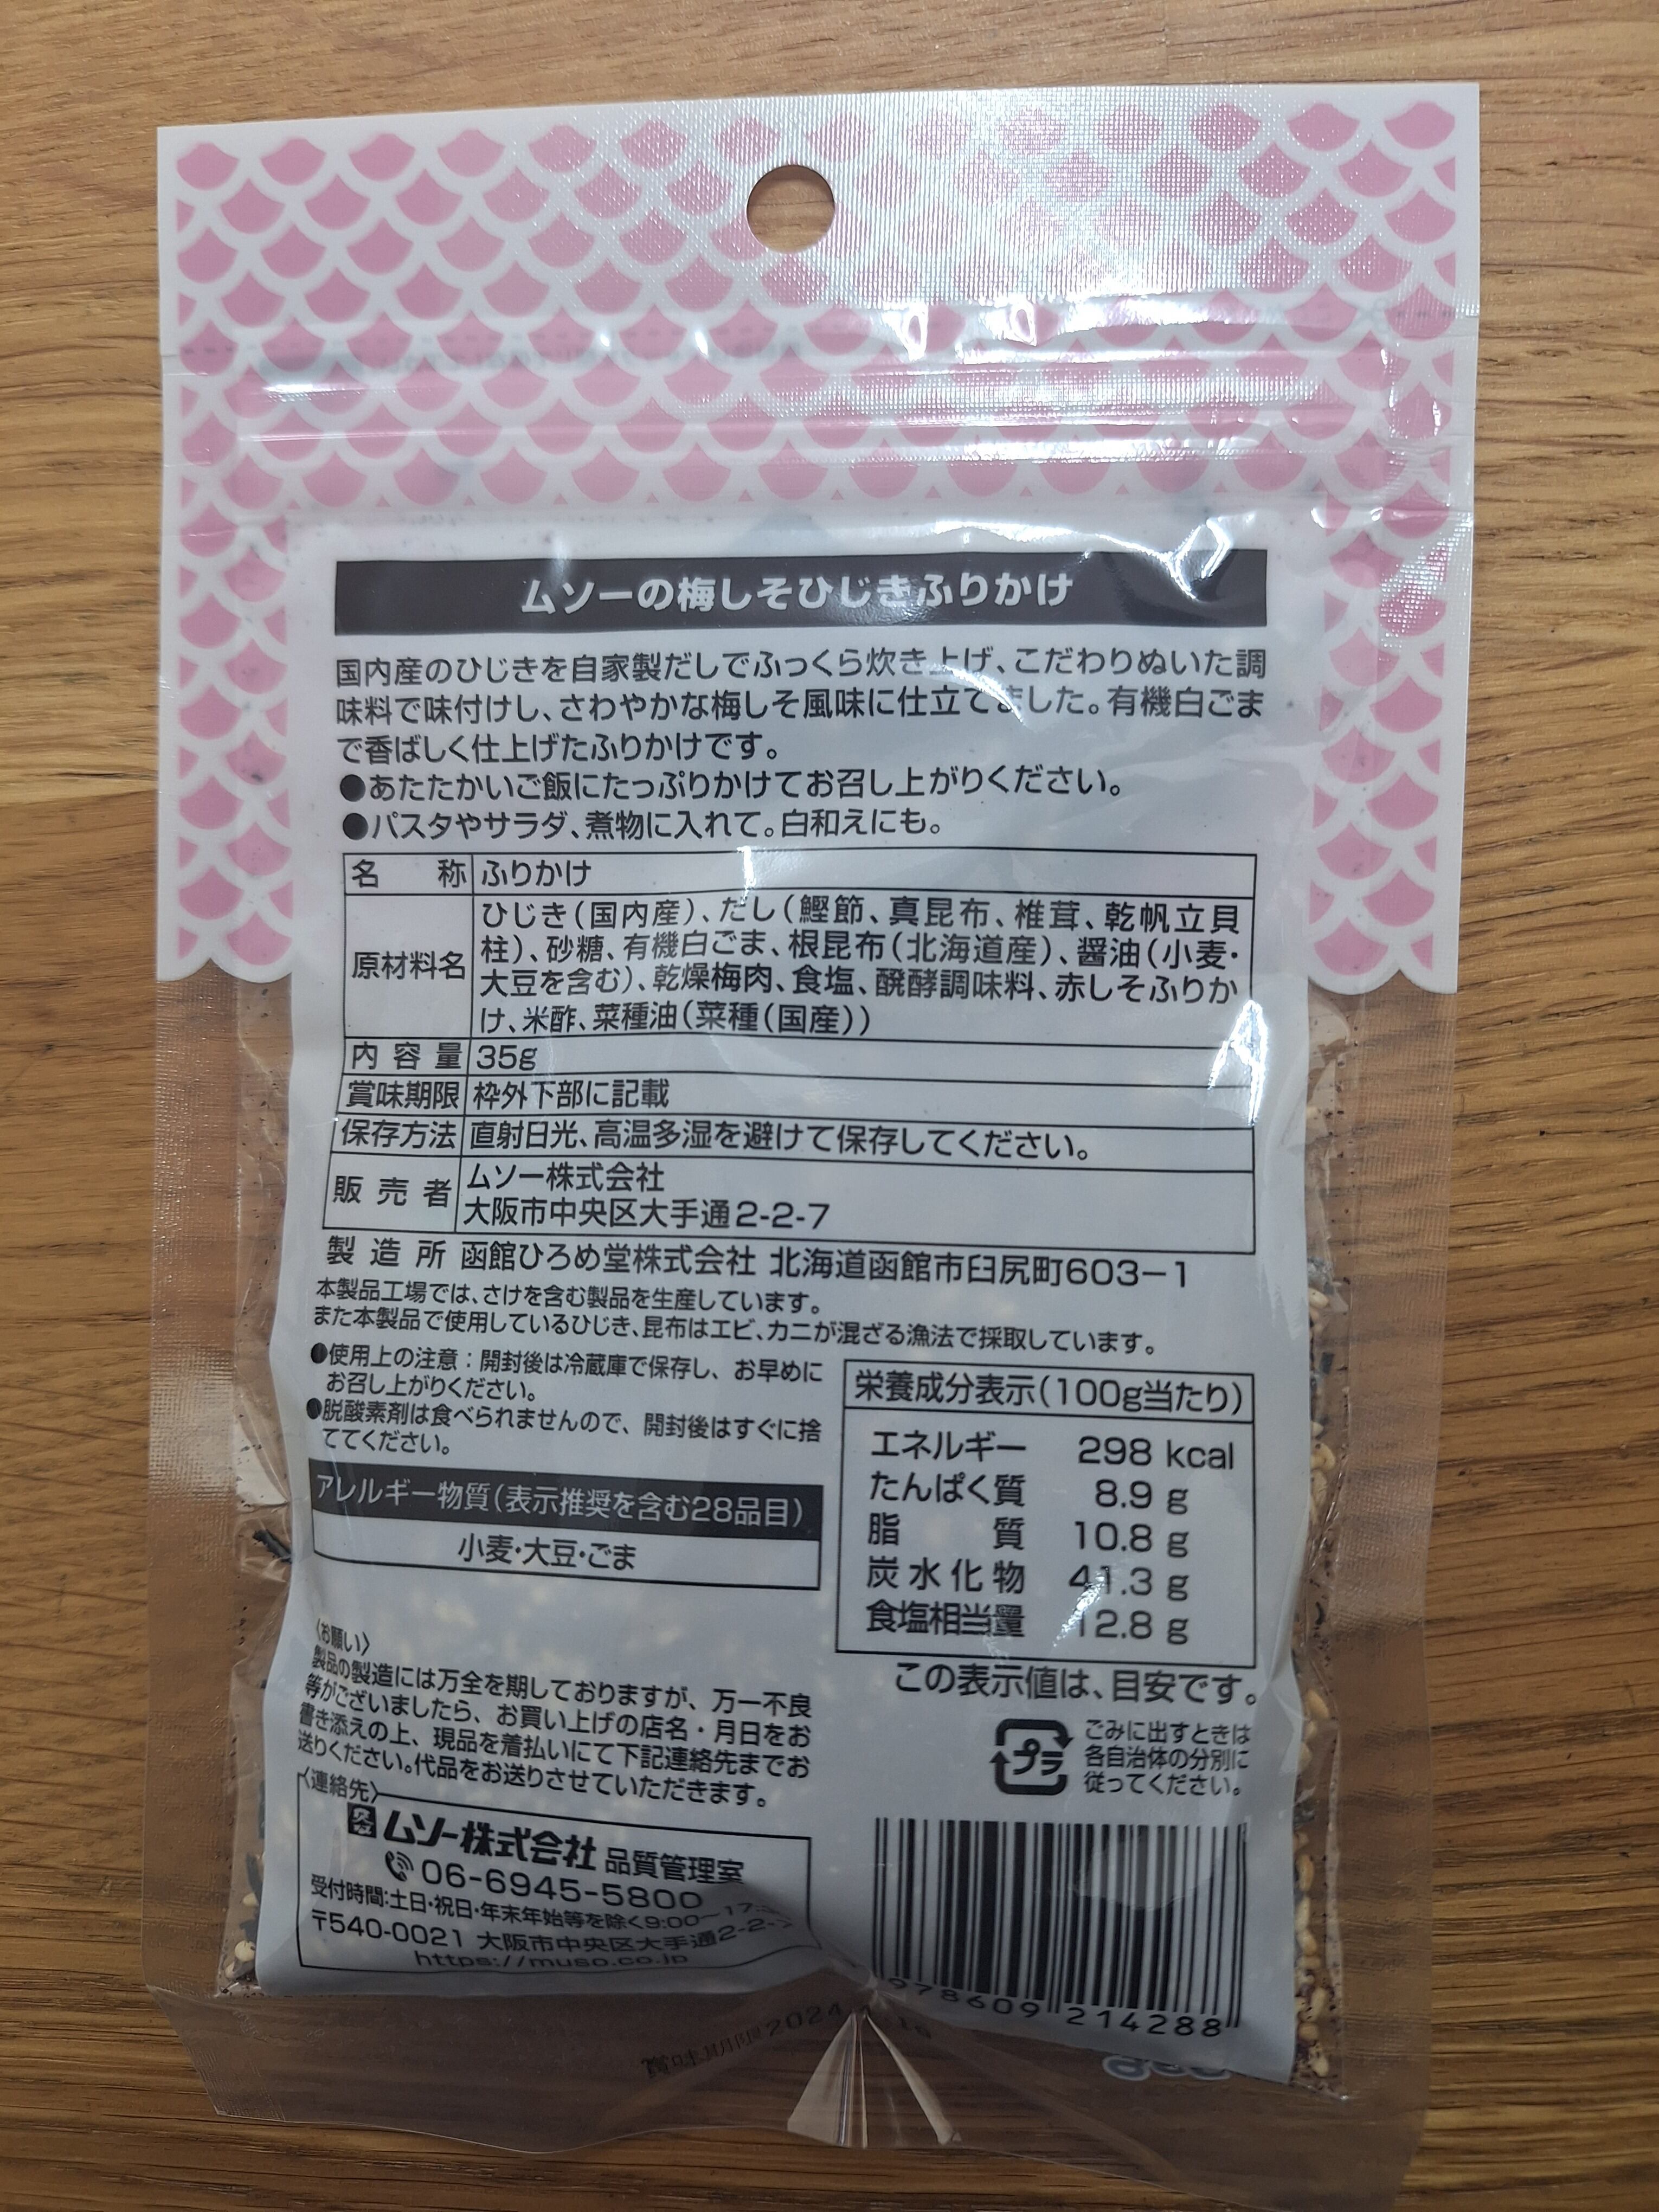 ムソーの梅しそひじきふりかけ
国内産のひじきを自家製だしでふっくら炊き上げ、こだわりぬいた調
味料で味付けし、さわやかな梅しそ風味に仕立てました。有機白ごま
で香ばしく仕上げたふりかけです。
●あたたかいご飯にたっぷりかけてお召し上がりください。
●パスタやサラダ、煮物に入れて。白和えにも。
名称 ふりかけ
原材料名 ひじき(国内産)、だし(鰹節、真昆布、椎茸、乾帆立貝
柱)、砂糖、有機白ごま、根昆布(北海道産)、醤油(小麦・
大豆を含む)、乾燥梅肉、食塩、醗酵調味料、赤しそふりか
け、米酢、菜種油(菜種(国産))
内容量 35g
賞味期限 枠外下部に記載
保存方法 直射日光、高温多湿を避けて保存してください。
販売者 ムソー株式会社
大阪市中央区大手通2-2-7
製造所 函館ひろめ堂株式会社 北海道函館市臼尻町603-1
本製品工場では、さけを含む製品を生産しています。
また本製品で使用しているひじき、昆布はエビ、カニが混ざる漁法で採取しています。
●使用上の注意：開封後は冷蔵庫で保存し、お早めに
お召し上がりください。
●脱酸素剤は食べられませんので、開封後はすぐに捨
ててください。
アレルギー物質(表示推奨を含む28品目)
小麦・大豆・ごま
栄養成分表示(100g当たり)
エネルギー 298 kcal
たんぱく質 8.9 g
脂質 10.8 g
炭水化物 41.3 g
食塩相当量 12.8 g
この表示値は、目安です。
プラ
ごみに出すときは
各自治体の分別に
従ってください。
〈お願い〉
製品の製造には万全を期しておりますが、万一不良
等がございましたら、お買い上げの店名・月日をお
書き添えの上、現品を着払いにて下記連絡先までお
送りください。代品をお送りさせていただきます。
〈連絡先〉
ムソー株式会社 品質管理室
06-6945-5800
受付時間:土日・祝日・年末年始等を除く9:00〜17:
〒540-0021 大阪市中央区大手通2-2-
https://muso.co.jp
978609 214288
賞味期限 2024